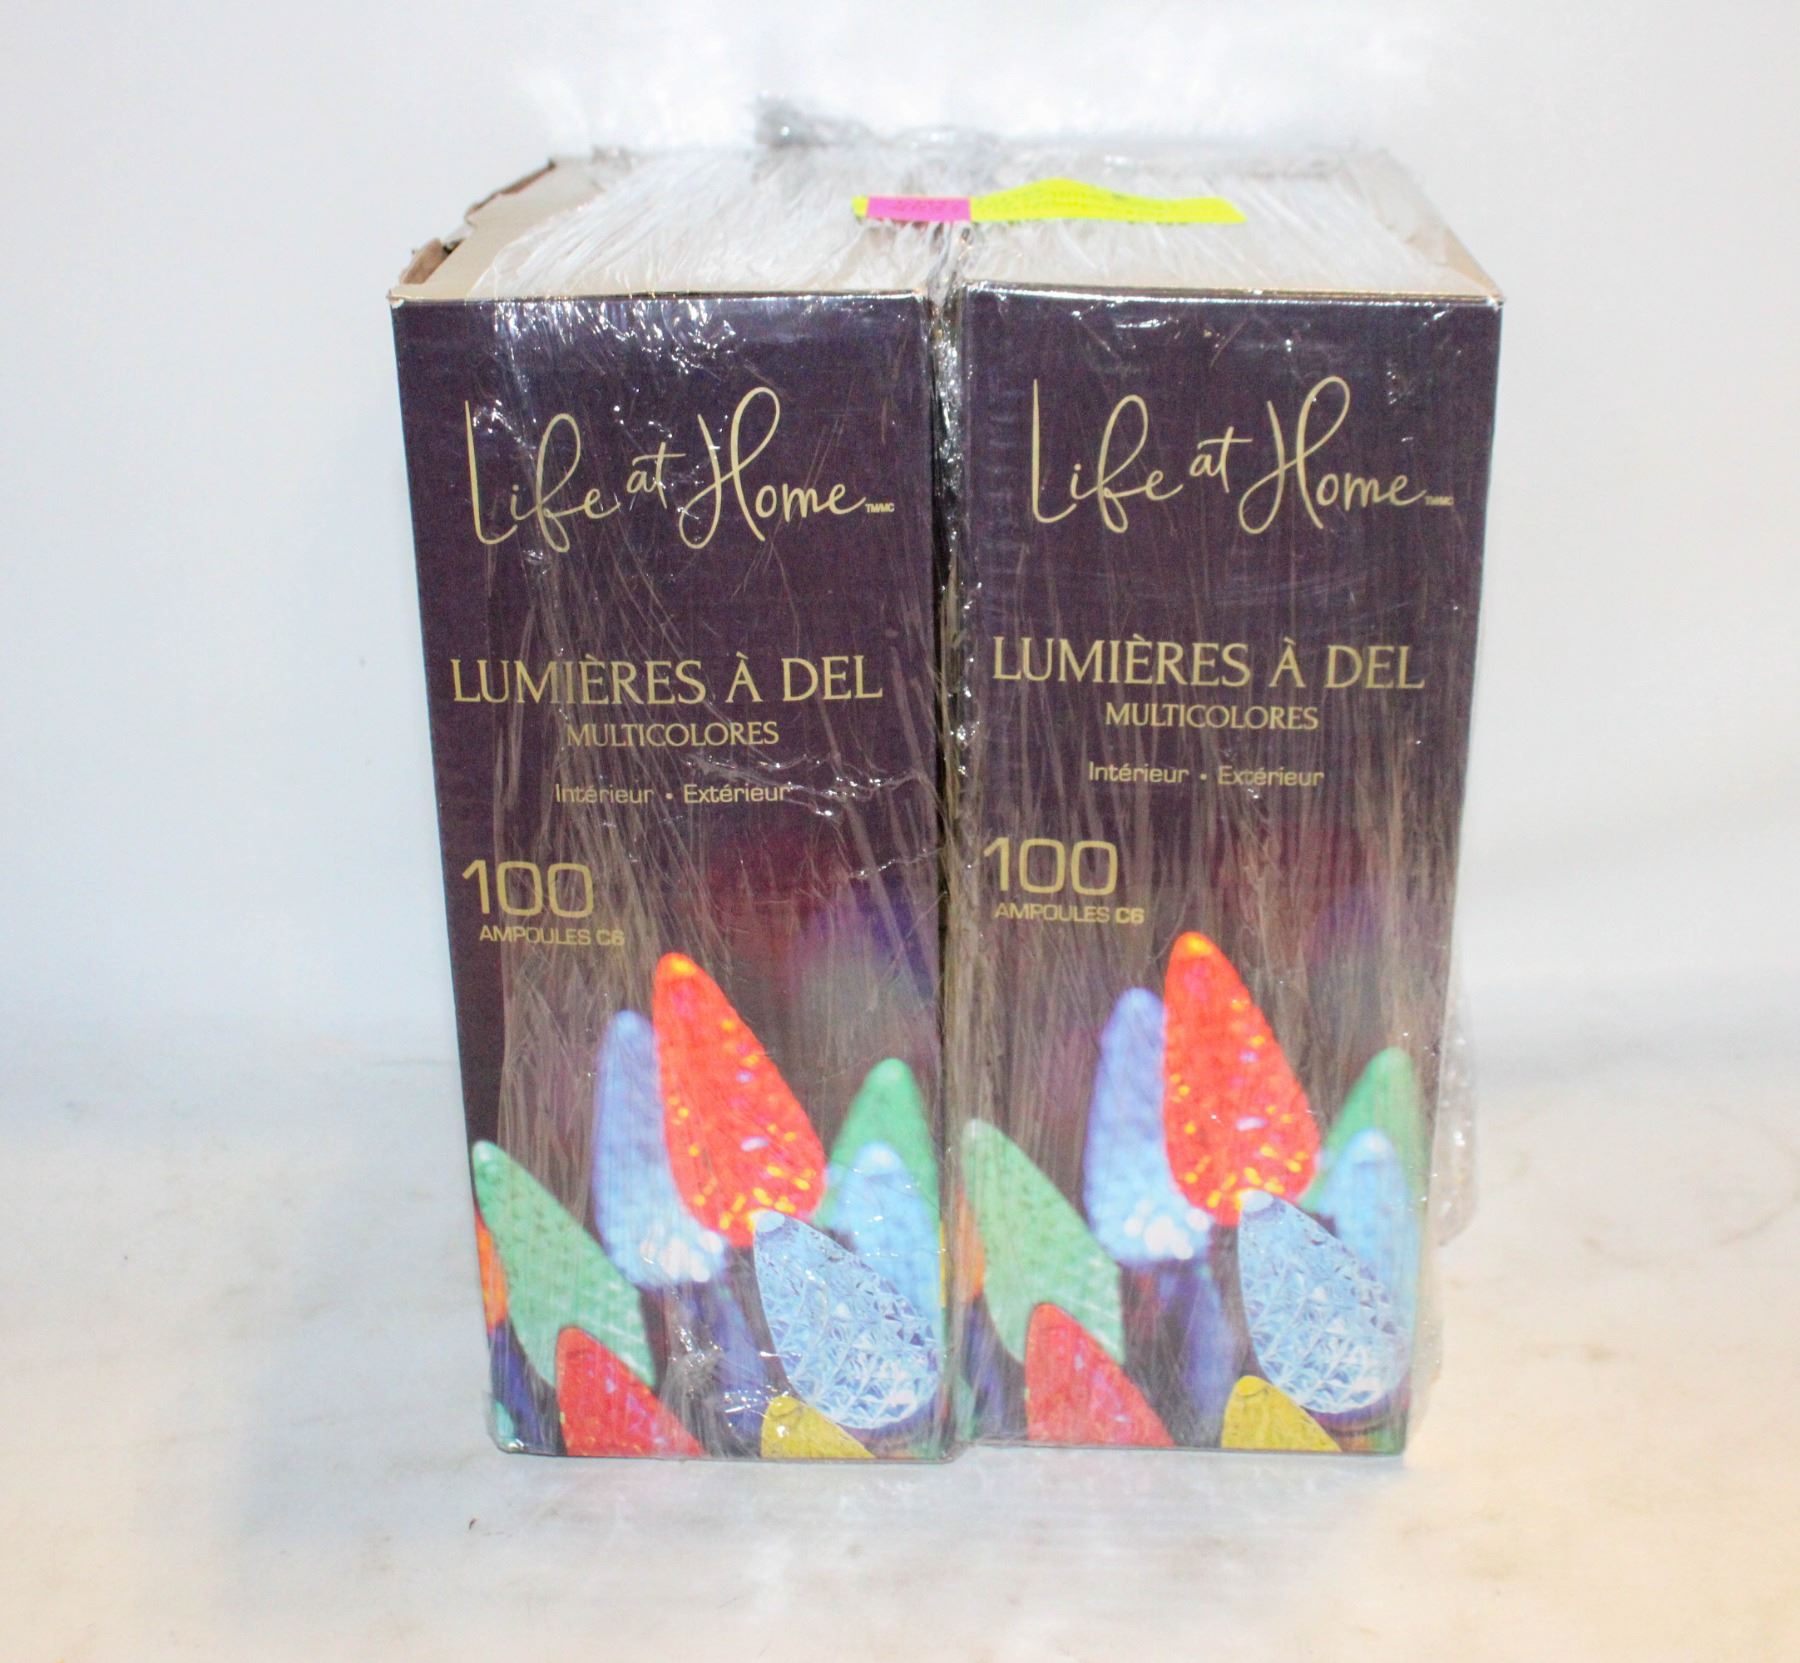 Life at Home TM/MC
LUMIÈRES À DEL
MULTICOLORES
Intérieur • Extérieur
100
AMPOULES C6
Life at Home TM/MC
LUMIÈRES À DEL
MULTICOLORES
Intérieur • Extérieur
100
AMPOULES C6